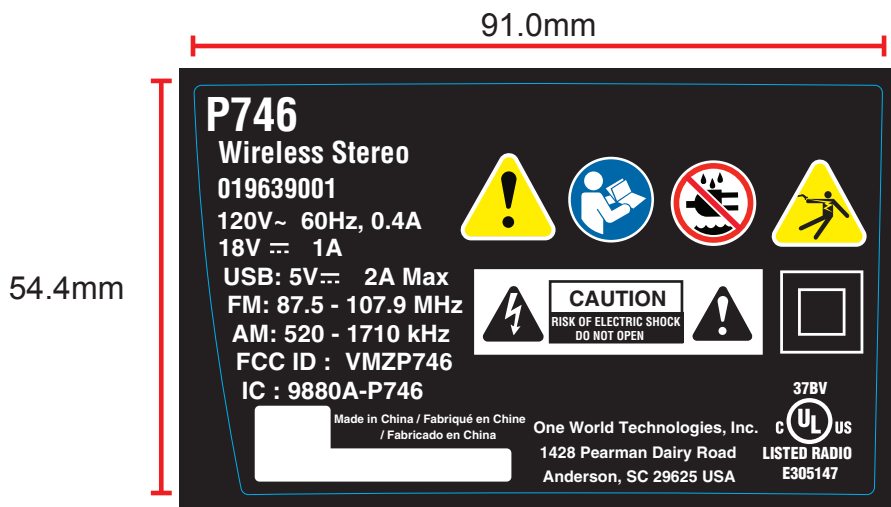 91.0mm
54.4mm
P746
Wireless Stereo
019639001
120V~ 60Hz, 0.4A
18V ⎓ 1A
USB: 5V⎓ 2A Max
FM: 87.5 - 107.9 MHz
AM: 520 - 1710 kHz
FCC ID : VMZP746
IC : 9880A-P746
CAUTION
RISK OF ELECTRIC SHOCK
DO NOT OPEN
Made in China / Fabriqué en Chine
/ Fabricado en China
One World Technologies, Inc.
1428 Pearman Dairy Road
Anderson, SC 29625 USA
37BV
C UL US
LISTED RADIO
E305147